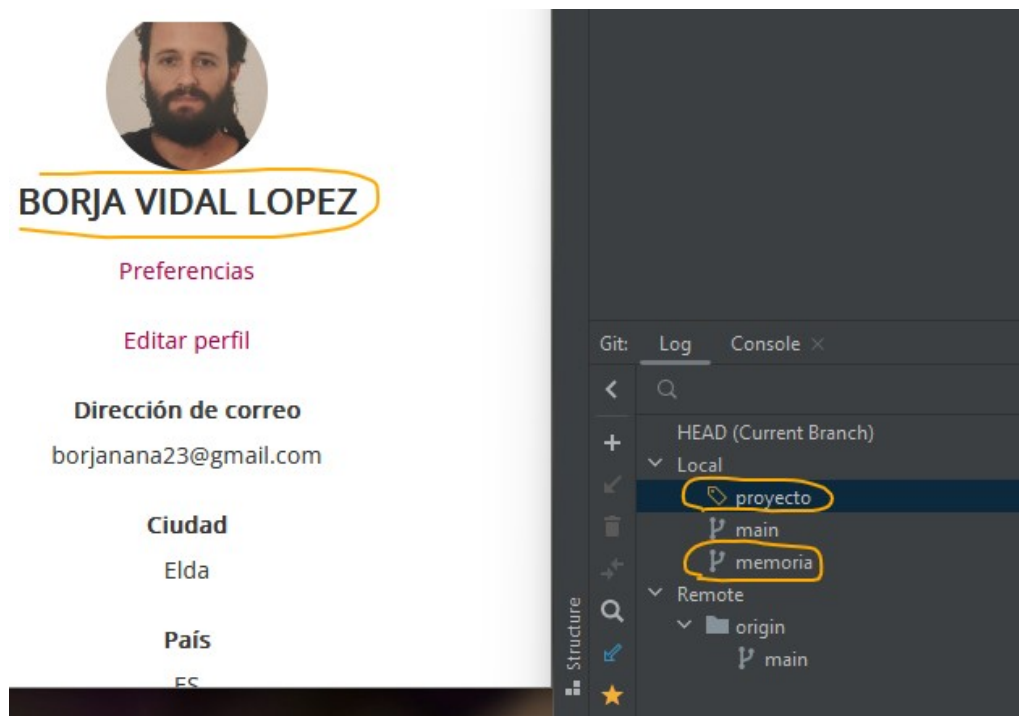 BORJA VIDAL LOPEZ
Preferencias
Editar perfil
Dirección de correo
borjanana23@gmail.com
Ciudad
Elda
País
ES
Structure
Git:
Log
Console
HEAD (Current Branch)
Local
proyecto
main
memoria
Remote
origin
main